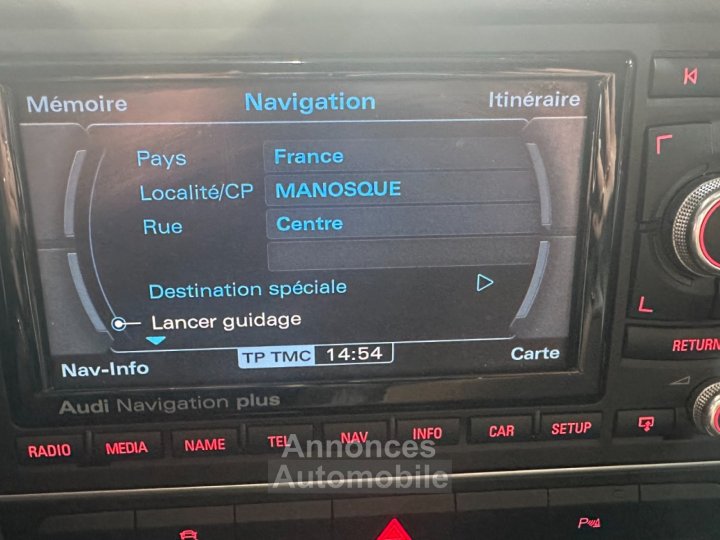 Mémoire Navigation Itinéraire
Pays France
Localité/CP MANOSQUE
Rue Centre
Destination spéciale
Lancer guidage
Nav-Info TP TMC 14:54 Carte
Audi Navigation plus
RETURN
RADIO MEDIA NAME TEL NAV INFO CAR SETUP
Annonces
Automobile
P